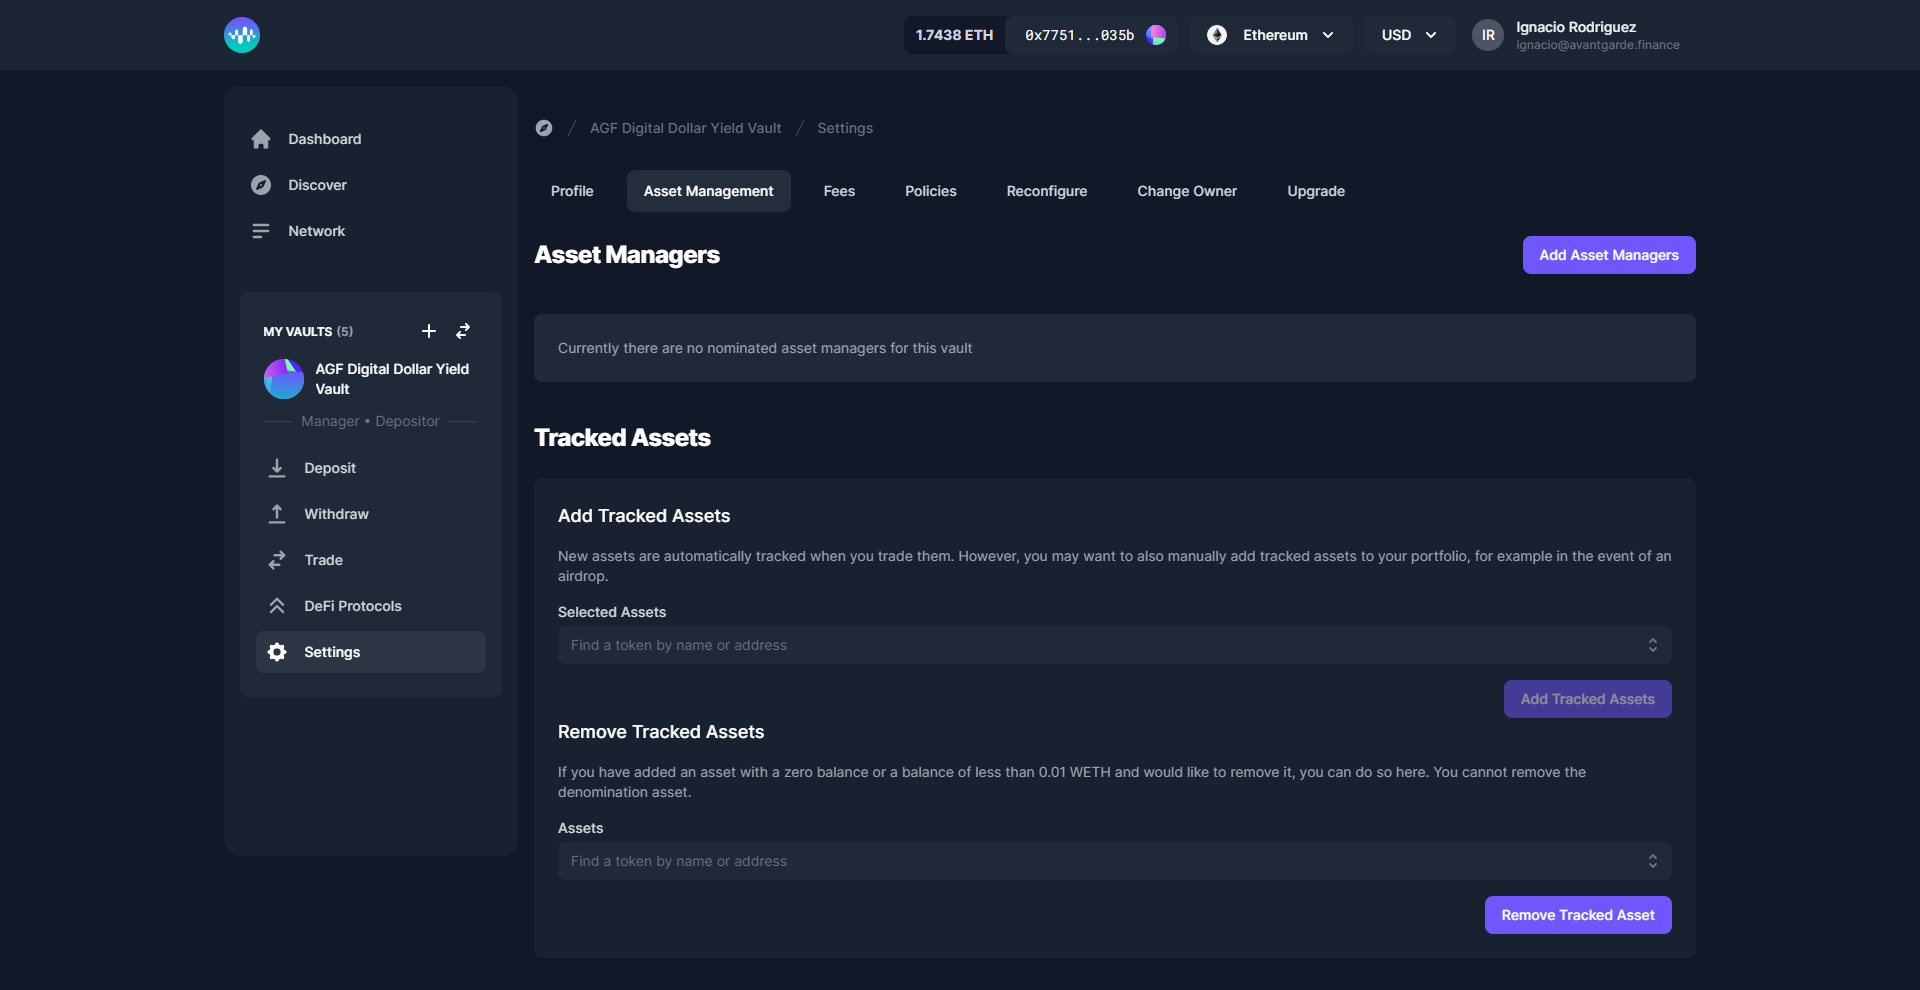 1.7438 ETH
0x7751...035b
Ethereum
USD
IR
Ignacio Rodriguez
ignacio@avantgarde.finance
Dashboard
Discover
Network
MY VAULTS (5)
AGF Digital Dollar Yield
Vault
Manager • Depositor
Deposit
Withdraw
Trade
DeFi Protocols
Settings
/ AGF Digital Dollar Yield Vault / Settings
Profile
Asset Management
Fees
Policies
Reconfigure
Change Owner
Upgrade
Asset Managers
Add Asset Managers
Currently there are no nominated asset managers for this vault
Tracked Assets
Add Tracked Assets
New assets are automatically tracked when you trade them. However, you may want to also manually add tracked assets to your portfolio, for example in the event of an
airdrop.
Selected Assets
Find a token by name or address
Add Tracked Assets
Remove Tracked Assets
If you have added an asset with a zero balance or a balance of less than 0.01 WETH and would like to remove it, you can do so here. You cannot remove the
denomination asset.
Assets
Find a token by name or address
Remove Tracked Asset